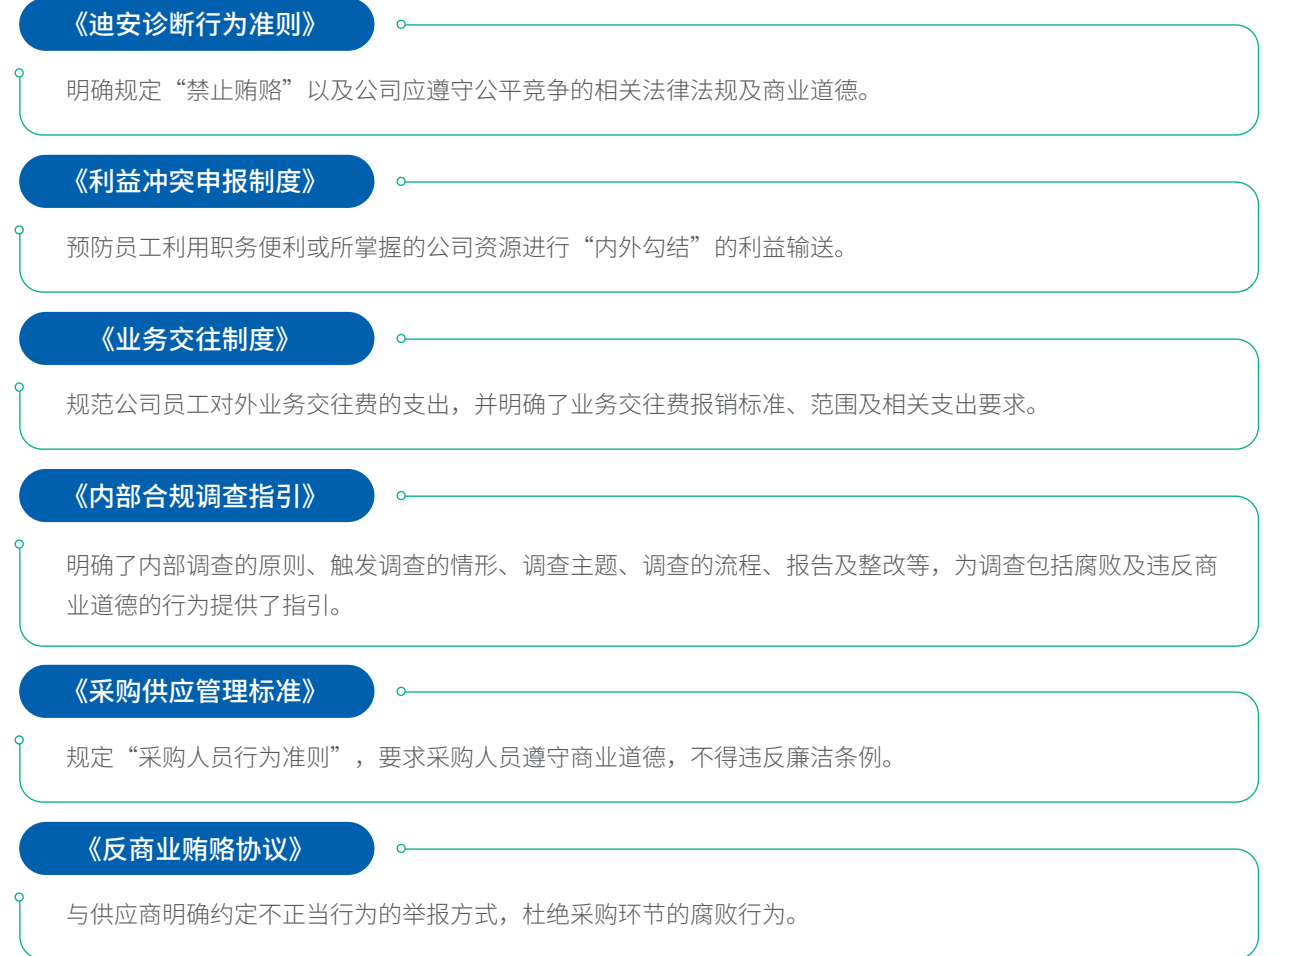 《迪安诊断行为准则》
明确规定“禁止贿赂”以及公司应遵守公平竞争的相关法律法规及商业道德。
《利益冲突申报制度》
预防员工利用职务便利或所掌握的公司资源进行“内外勾结”的利益输送。
《业务交往制度》
规范公司员工对外业务交往费的支出，并明确了业务交往费报销标准、范围及相关支出要求。
《内部合规调查指引》
明确了内部调查的原则、触发调查的情形、调查主题、调查的流程、报告及整改等，为调查包括腐败及违反商
业道德的行为提供了指引。
《采购供应管理标准》
规定“采购人员行为准则”，要求采购人员遵守商业道德，不得违反廉洁条例。
《反商业贿赂协议》
与供应商明确约定不正当行为的举报方式，杜绝采购环节的腐败行为。